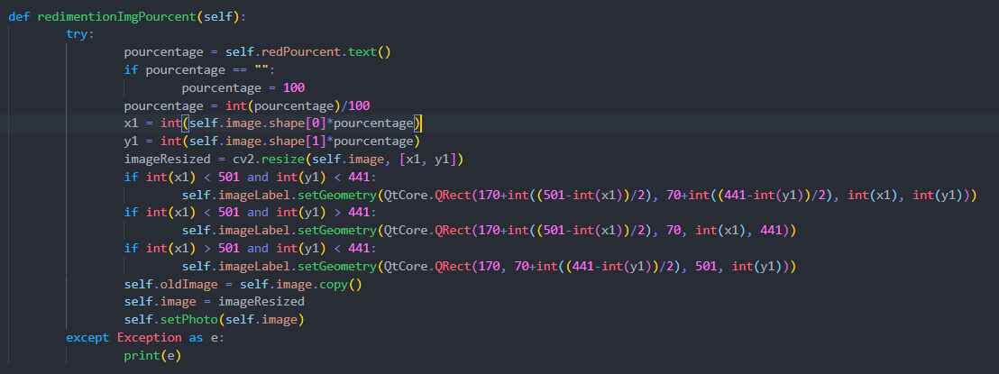 def redimentionImgPourcent(self):
try:
pourcentage = self.redPourcent.text()
if pourcentage == "":
pourcentage = 100
pourcentage = int(pourcentage)/100
x1 = int(self.image.shape[0]*pourcentage)
y1 = int(self.image.shape[1]*pourcentage)
imageResized = cv2.resize(self.image, [x1, y1])
if int(x1) < 501 and int(y1) < 441:
self.imageLabel.setGeometry(QtCore.QRect(170+int((501-int(x1))/2), 70+int((441-int(y1))/2), int(x1), int(y1)))
if int(x1) < 501 and int(y1) > 441:
self.imageLabel.setGeometry(QtCore.QRect(170+int((501-int(x1))/2), 70, int(x1), 441))
if int(x1) > 501 and int(y1) < 441:
self.imageLabel.setGeometry(QtCore.QRect(170, 70+int((441-int(y1))/2), 501, int(y1)))
self.oldImage = self.image.copy()
self.image = imageResized
self.setPhoto(self.image)
except Exception as e:
print(e)